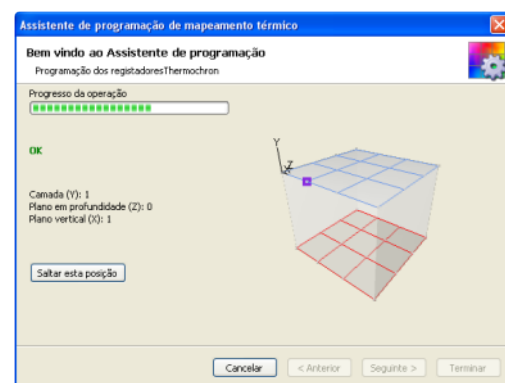 Assistente de programação de mapeamento térmico
Bem vindo ao Assistente de programação
Programação dos registadoresThermochron
Progresso da operação
OK
Y
Z
Camada (Y): 1
Plano em profundidade (Z): 0
Plano vertical (X): 1
Saltar esta posição
Cancelar
< Anterior
Seguinte >
Terminar